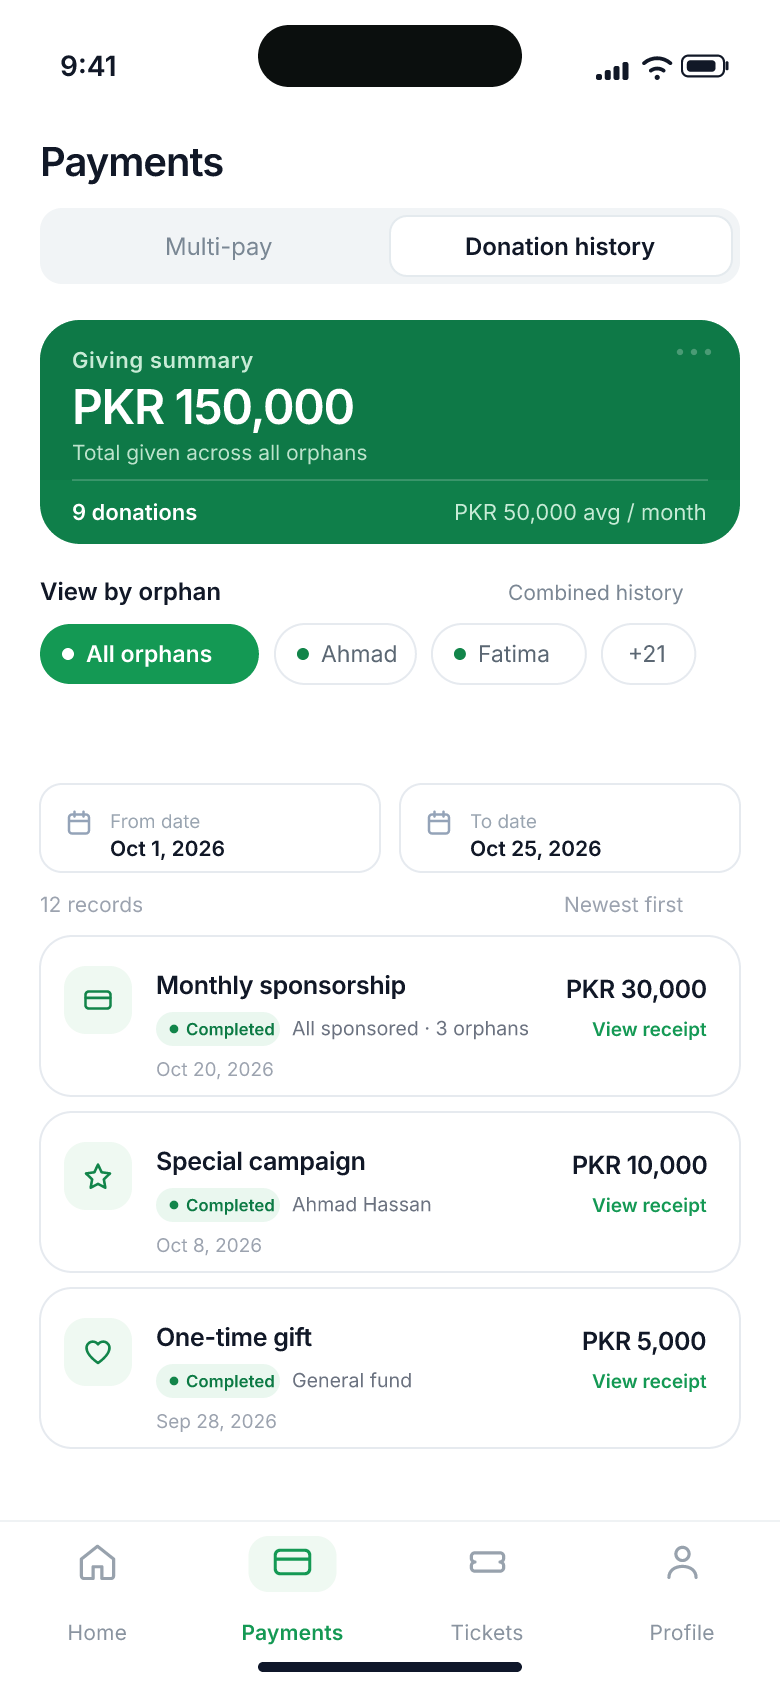 9:41
Payments
Multi-pay
Donation history
Giving summary
PKR 150,000
Total given across all orphans
9 donations
PKR 50,000 avg / month
View by orphan
Combined history
All orphans
Ahmad
Fatima
+21
From date
Oct 1, 2026
To date
Oct 25, 2026
12 records
Newest first
Monthly sponsorship
PKR 30,000
Completed
All sponsored · 3 orphans
View receipt
Oct 20, 2026
Special campaign
PKR 10,000
Completed
Ahmad Hassan
View receipt
Oct 8, 2026
One-time gift
PKR 5,000
Completed
General fund
View receipt
Sep 28, 2026
Home
Payments
Tickets
Profile